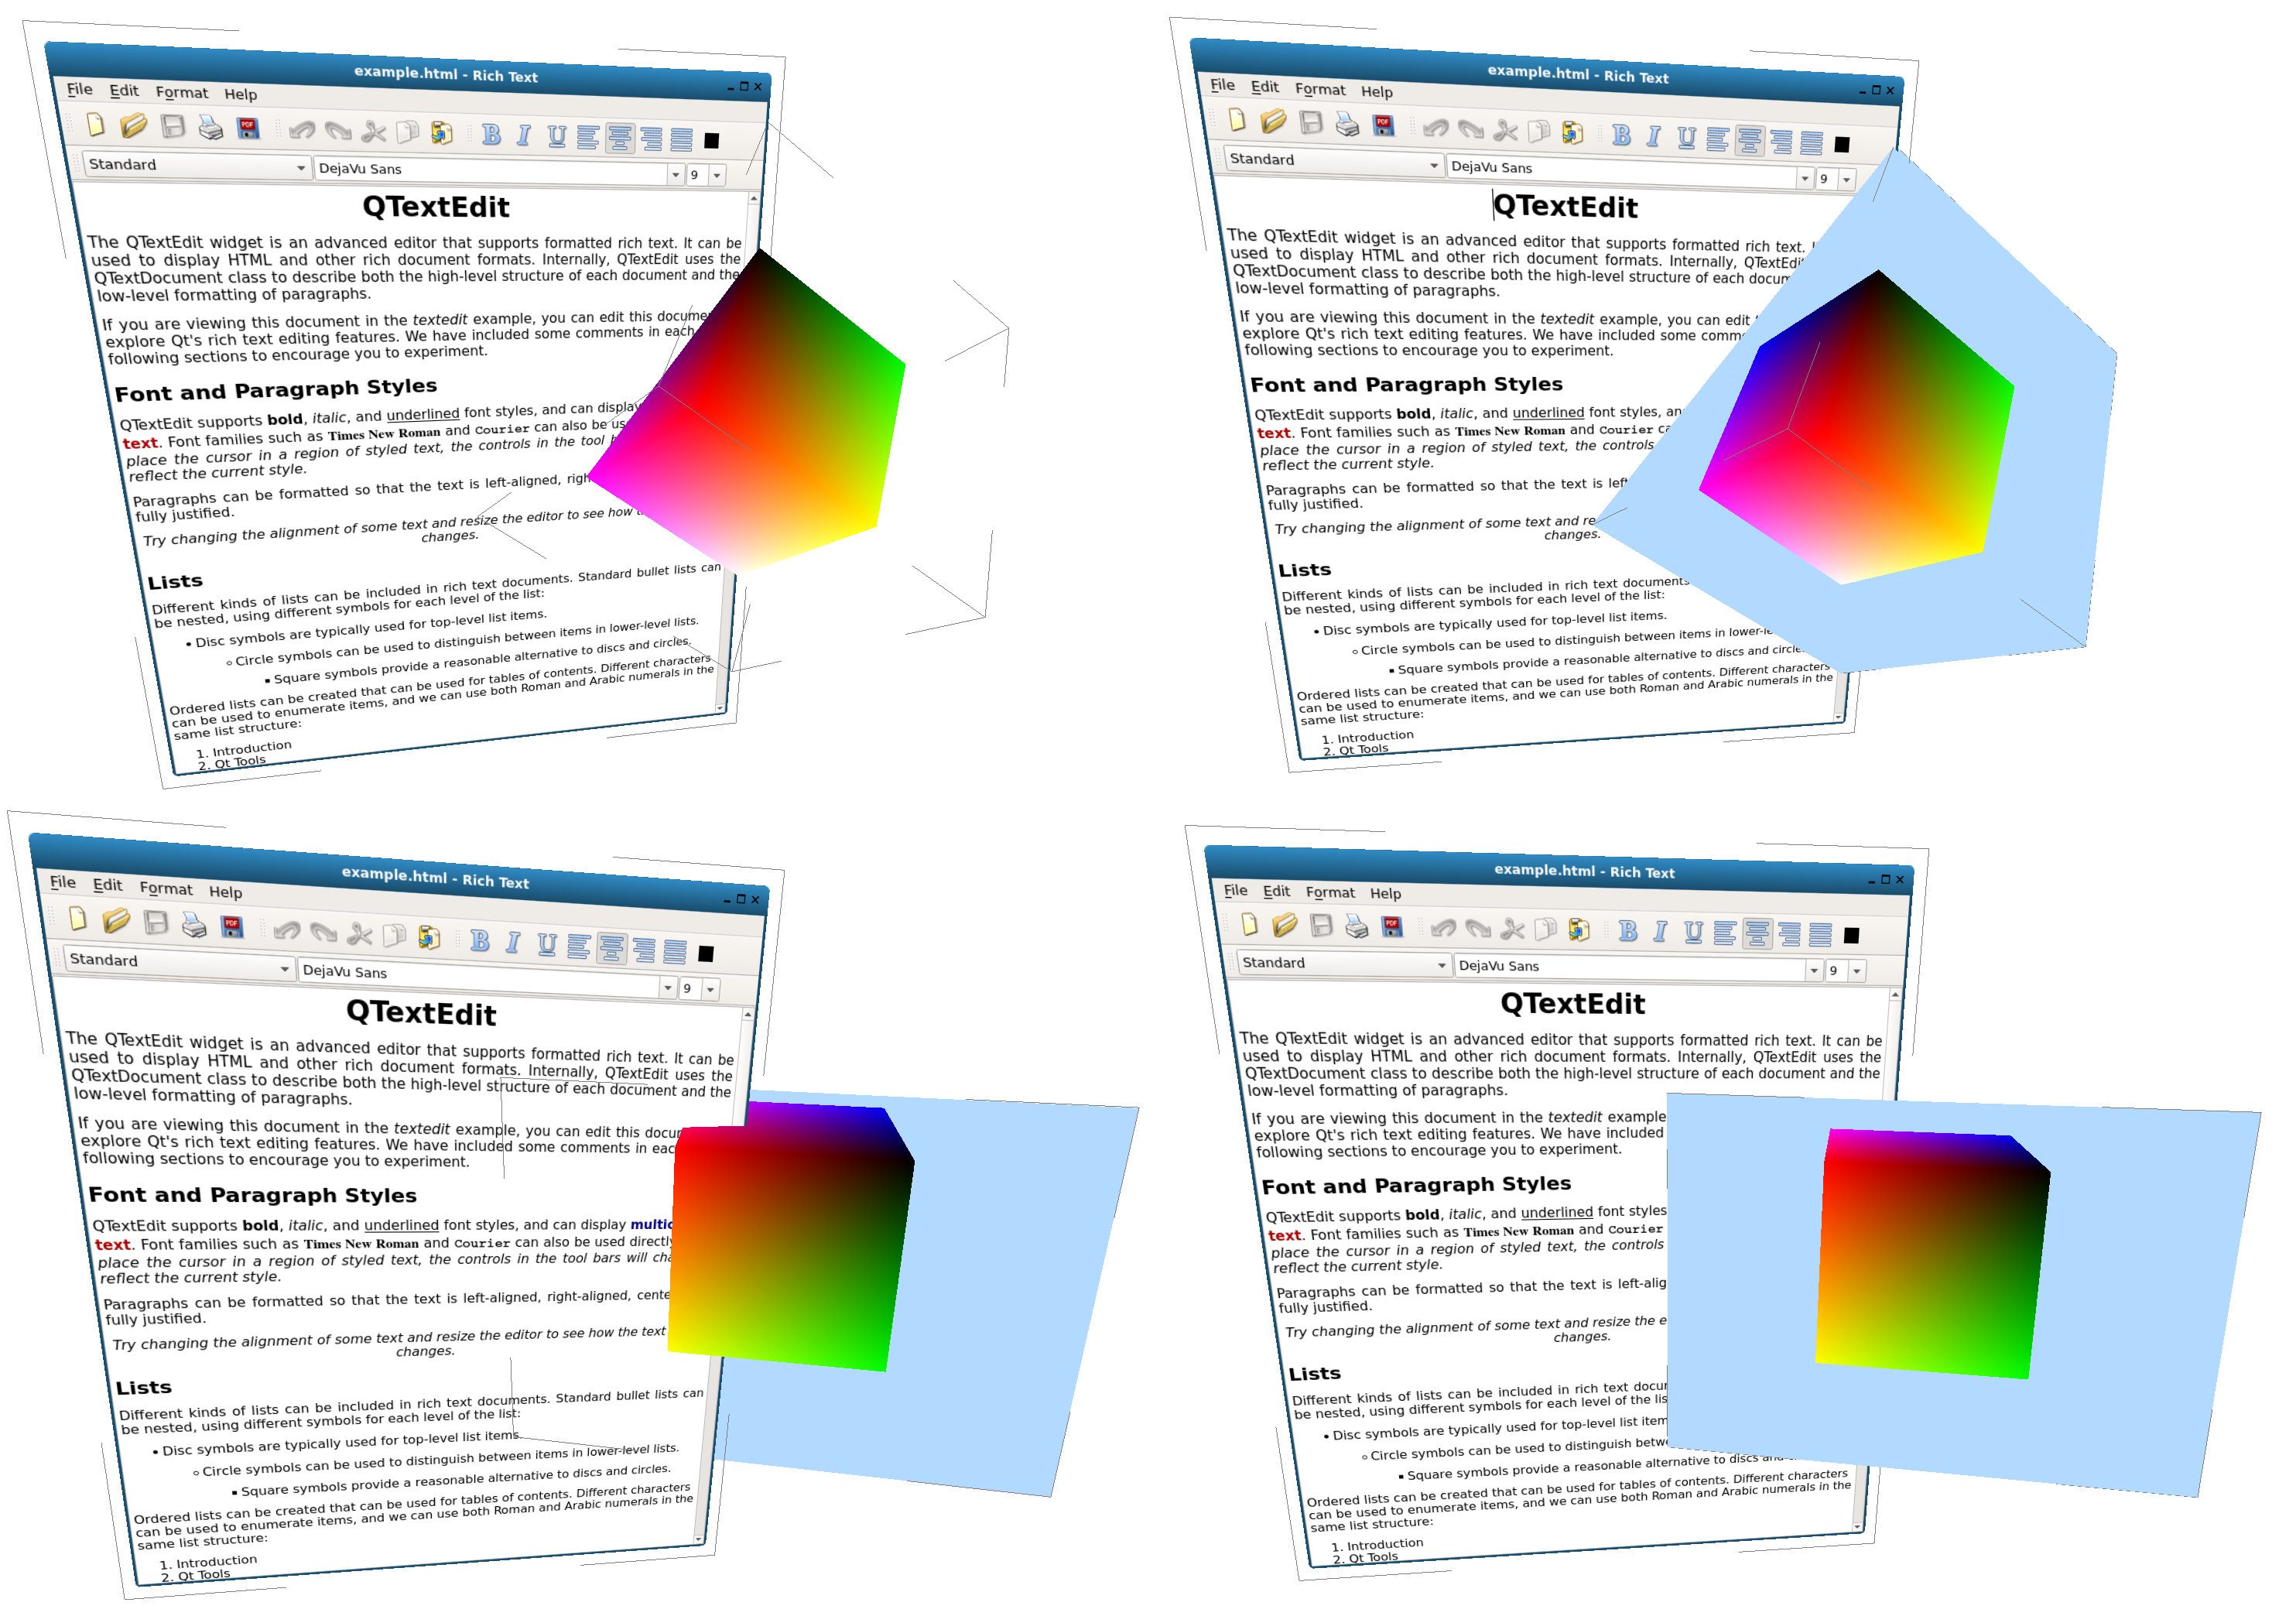 example.html - Rich Text
File Edit Format Help
PDF
B I U
Standard DejaVu Sans 9
QTextEdit
The QTextEdit widget is an advanced editor that supports formatted rich text. It can be
used to display HTML and other rich document formats. Internally, QTextEdit uses the
QTextDocument class to describe both the high-level structure of each document and the
low-level formatting of paragraphs.
If you are viewing this document in the textedit example, you can edit this
explore Qt's rich text editing features. We have included some comments in each
following sections to encourage you to experiment.
Font and Paragraph Styles
QTextEdit supports bold, italic, and underlined font styles, and can display
text. Font families such as Times New Roman and Courier can also be
place the cursor in a region of styled text, the controls in the tool
reflect the current style.
Paragraphs can be formatted so that the text is left-aligned,
fully justified.
Try changing the alignment of some text and resize the editor to see how
changes.
Lists
Different kinds of lists can be included in rich text documents. Standard bullet lists can
be nested, using different symbols for each level of the list:
• Disc symbols are typically used for top-level list items.
◦ Circle symbols can be used to distinguish between items in lower-level lists.
▪ Square symbols provide a reasonable alternative to discs and circles.
Ordered lists can be created that can be used for tables of contents. Different characters
can be used to enumerate items, and we can use both Roman and Arabic numerals in the
same list structure:
1. Introduction
2. Qt Tools
example.html - Rich Text
File Edit Format Help
PDF
B I U
Standard DejaVu Sans 9
QTextEdit
The QTextEdit widget is an advanced editor that supports formatted rich text.
used to display HTML and other rich document formats. Internally, QTextEdit
QTextDocument class to describe both the high-level structure of each
low-level formatting of paragraphs.
If you are viewing this document in the textedit example, you can edit
explore Qt's rich text editing features. We have included some
following sections to encourage you to experiment.
Font and Paragraph Styles
QTextEdit supports bold, italic, and underlined font styles,
text. Font families such as Times New Roman and Courier
place the cursor in a region of styled text, the controls
reflect the current style.
Paragraphs can be formatted so that the text is
fully justified.
Try changing the alignment of some text and
changes.
Lists
Different kinds of lists can be included in rich text documents
be nested, using different symbols for each level of the list:
• Disc symbols are typically used for top-level list items.
◦ Circle symbols can be used to distinguish between items in
▪ Square symbols provide a reasonable alternative to discs and
Ordered lists can be created that can be used for tables of contents. Different characters
can be used to enumerate items, and we can use both Roman and Arabic numerals in the
same list structure:
1. Introduction
2. Qt Tools
example.html - Rich Text
File Edit Format Help
PDF
B I U
Standard DejaVu Sans 9
QTextEdit
The QTextEdit widget is an advanced editor that supports formatted rich text. It can be
used to display HTML and other rich document formats. Internally, QTextEdit uses the
QTextDocument class to describe both the high-level structure of each document and the
low-level formatting of paragraphs.
If you are viewing this document in the textedit example, you can edit this
explore Qt's rich text editing features. We have included some comments in
following sections to encourage you to experiment.
Font and Paragraph Styles
QTextEdit supports bold, italic, and underlined font styles, and can display
text. Font families such as Times New Roman and Courier can also be used directly
place the cursor in a region of styled text, the controls in the tool bars will
reflect the current style.
Paragraphs can be formatted so that the text is left-aligned, right-aligned,
fully justified.
Try changing the alignment of some text and resize the editor to see how the text
changes.
Lists
Different kinds of lists can be included in rich text documents. Standard bullet lists can
be nested, using different symbols for each level of the list:
• Disc symbols are typically used for top-level list items.
◦ Circle symbols can be used to distinguish between items in lower-level lists.
▪ Square symbols provide a reasonable alternative to discs and circles.
Ordered lists can be created that can be used for tables of contents. Different characters
can be used to enumerate items, and we can use both Roman and Arabic numerals in the
same list structure:
1. Introduction
2. Qt Tools
example.html - Rich Text
File Edit Format Help
PDF
B I U
Standard DejaVu Sans 9
QTextEdit
The QTextEdit widget is an advanced editor that supports formatted rich text. It can be
used to display HTML and other rich document formats. Internally, QTextEdit uses the
QTextDocument class to describe both the high-level structure of each document and the
low-level formatting of paragraphs.
If you are viewing this document in the textedit example
explore Qt's rich text editing features. We have included
following sections to encourage you to experiment.
Font and Paragraph Styles
QTextEdit supports bold, italic, and underlined font styles
text. Font families such as Times New Roman and Courier
place the cursor in a region of styled text, the controls
reflect the current style.
Paragraphs can be formatted so that the text is
fully justified.
Try changing the alignment of some text and resize the
changes.
Lists
Different kinds of lists can be included in rich text
be nested, using different symbols for each level of the
• Disc symbols are typically used for top-level list
◦ Circle symbols can be used to distinguish
▪ Square symbols provide a reasonable alternative to discs
Ordered lists can be created that can be used for tables of contents. Different characters
can be used to enumerate items, and we can use both Roman and Arabic numerals in the
same list structure:
1. Introduction
2. Qt Tools